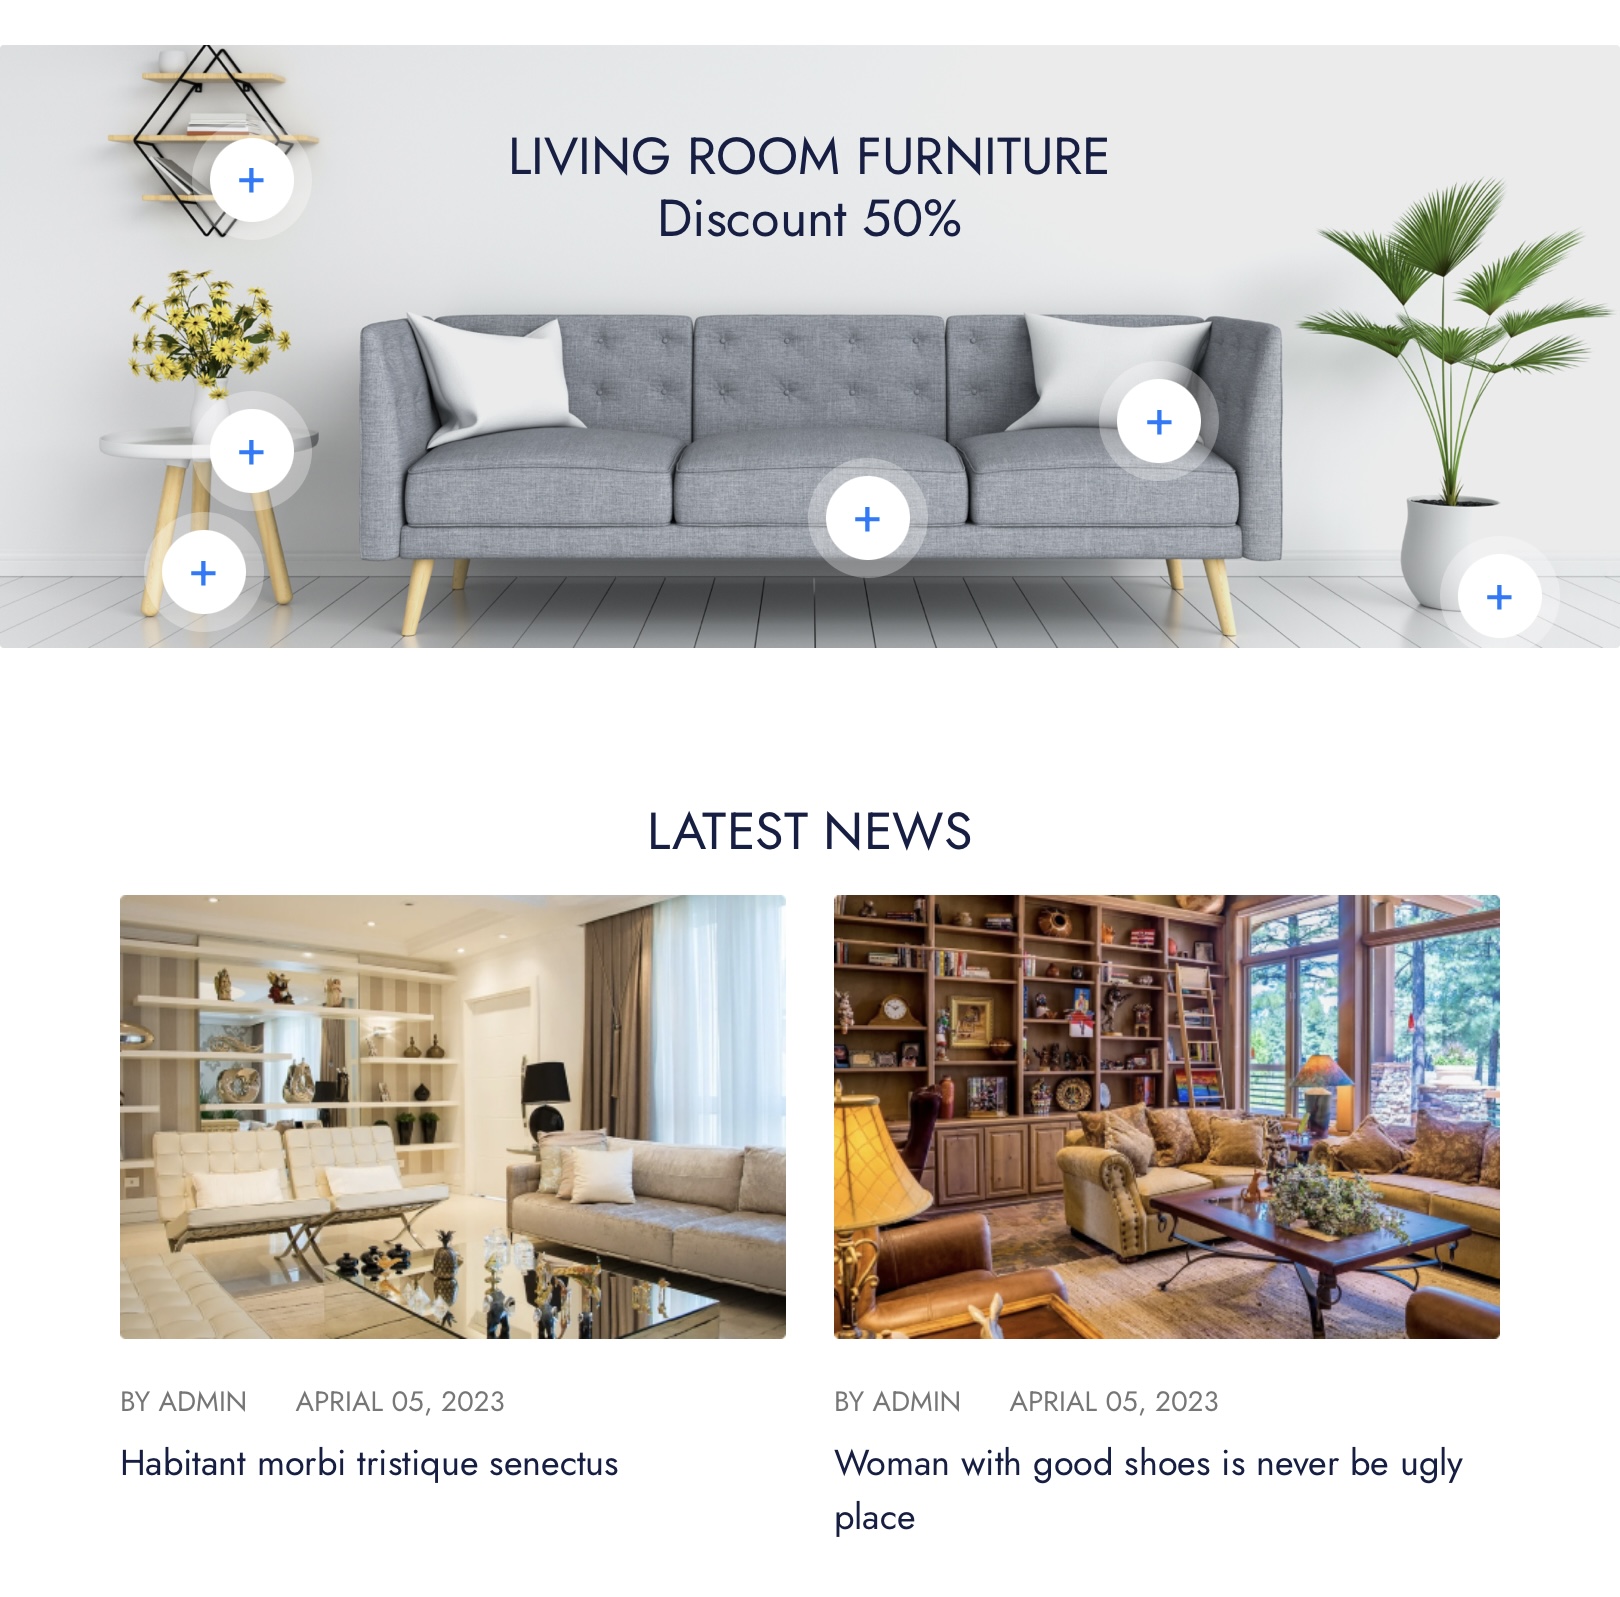 LIVING ROOM FURNITURE
Discount 50%
LATEST NEWS
BY ADMIN APRIAL 05, 2023
Habitant morbi tristique senectus
BY ADMIN APRIAL 05, 2023
Woman with good shoes is never be ugly
place